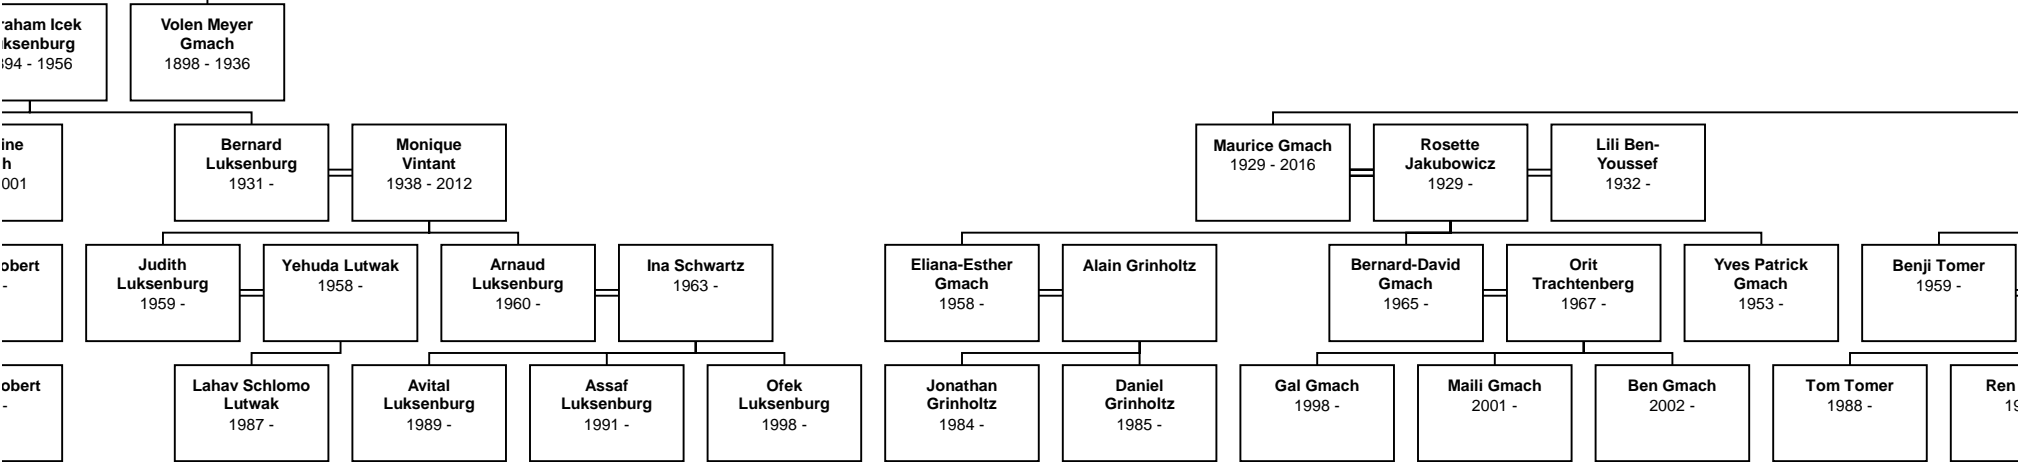 Icek
1956
Volen Meyer
Gmach
1898 - 1936
Bernard
Luksenburg
1931 -
Monique
Vintant
1938 - 2012
Maurice Gmach
1929 - 2016
Rosette
Jakubowicz
1929 -
Lili Ben-
Youssef
1932 -
Judith
Luksenburg
1959 -
Yehuda Lutwak
1958 -
Arnaud
Luksenburg
1960 -
Ina Schwartz
1963 -
Eliana-Esther
Gmach
1958 -
Alain Grinholtz
Bernard-David
Gmach
1965 -
Orit
Trachtenberg
1967 -
Yves Patrick
Gmach
1953 -
Benji Tomer
1959 -
Lahav Schlomo
Lutwak
1987 -
Avital
Luksenburg
1989 -
Assaf
Luksenburg
1991 -
Ofek
Luksenburg
1998 -
Jonathan
Grinholtz
1984 -
Daniel
Grinholtz
1985 -
Gal Gmach
1998 -
Maili Gmach
2001 -
Ben Gmach
2002 -
Tom Tomer
1988 -
Ren